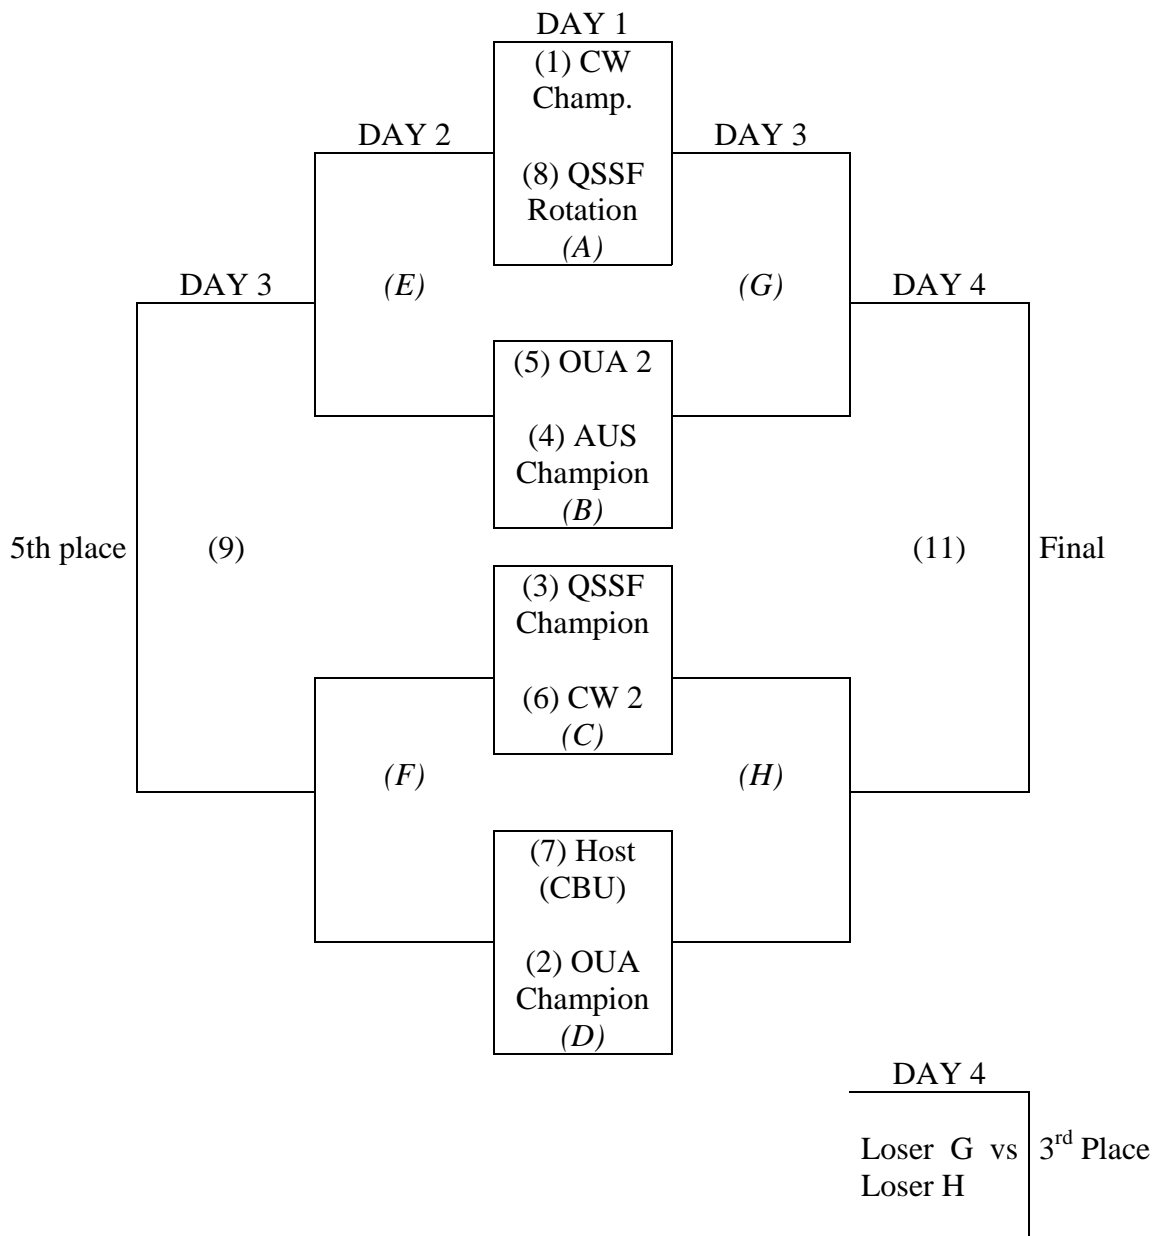 DAY 1
(1) CW
Champ.
DAY 2
DAY 3
(8) QSSF
Rotation
(A)
DAY 3
(E)
(G)
DAY 4
(5) OUA 2
(4) AUS
Champion
(B)
5th place
(9)
(11)
Final
(3) QSSF
Champion
(6) CW 2
(C)
(F)
(H)
(7) Host
(CBU)
(2) OUA
Champion
(D)
DAY 4
Loser G vs
Loser H
3rd Place